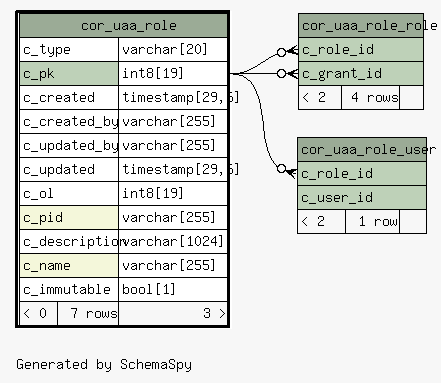 cor_uaa_role
c_type varchar[20]
c_pk int8[19]
c_created timestamp[29,6]
c_created_by varchar[255]
c_updated_by varchar[255]
c_updated timestamp[29,6]
c_ol int8[19]
c_pid varchar[255]
c_description varchar[1024]
c_name varchar[255]
c_immutable bool[1]
< 0 7 rows 3 >
cor_uaa_role_role
c_role_id
c_grant_id
< 2 4 rows
cor_uaa_role_user
c_role_id
c_user_id
< 2 1 row
Generated by SchemaSpy